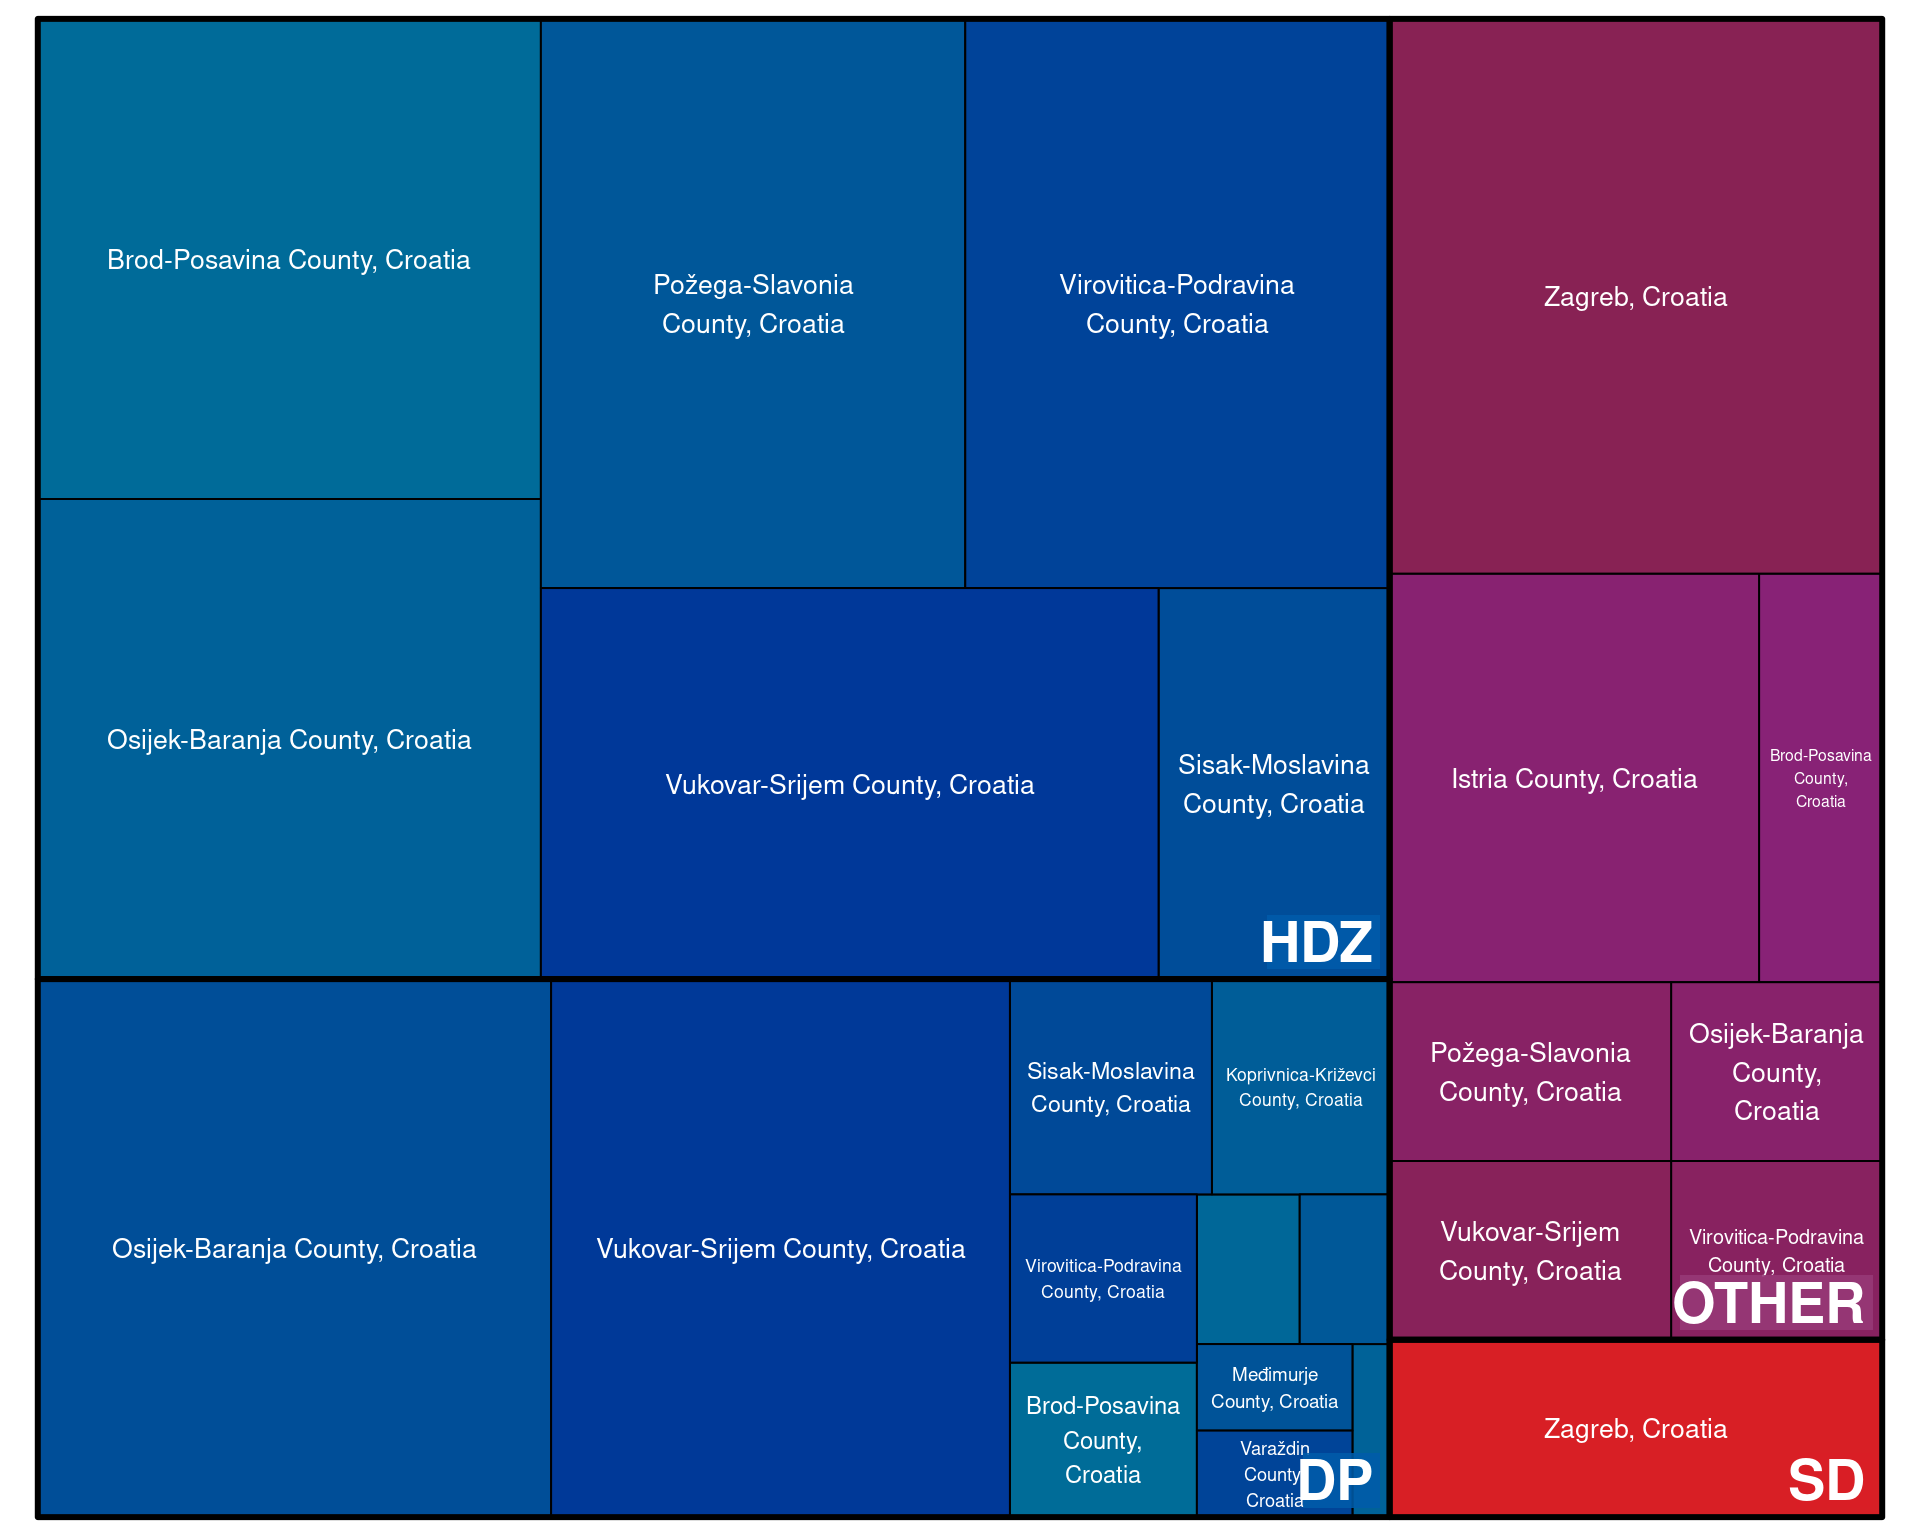 Brod-Posavina County, Croatia
Požega-Slavonia
County, Croatia
Virovitica-Podravina
County, Croatia
Osijek-Baranja County, Croatia
Vukovar-Srijem County, Croatia
Sisak-Moslavina
County, Croatia
HDZ
Osijek-Baranja County, Croatia
Vukovar-Srijem County, Croatia
Sisak-Moslavina
County, Croatia
Koprivnica-Križevci
County, Croatia
Virovitica-Podravina
County, Croatia
Brod-Posavina
County,
Croatia
Međimurje
County, Croatia
Varaždin
County,
Croatia
DP
Zagreb, Croatia
Istria County, Croatia
Brod-Posavina
County,
Croatia
Požega-Slavonia
County, Croatia
Osijek-Baranja
County,
Croatia
Vukovar-Srijem
County, Croatia
Virovitica-Podravina
County, Croatia
OTHER
Zagreb, Croatia
SD